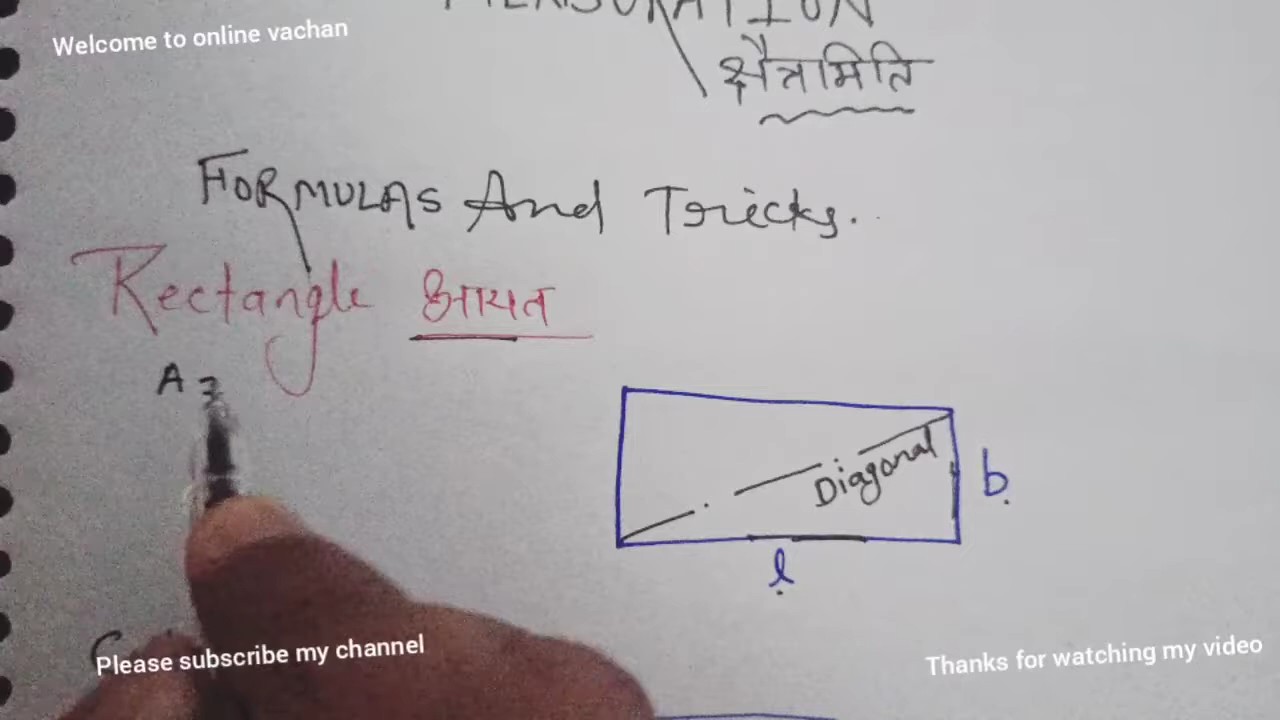 Welcome to online vachan
MENSURATION
क्षैत्रमिति
FORMULAS And Tricks.
Rectangle आयत
A =
Diagonal
b
l
Please subscribe my channel
Thanks for watching my video